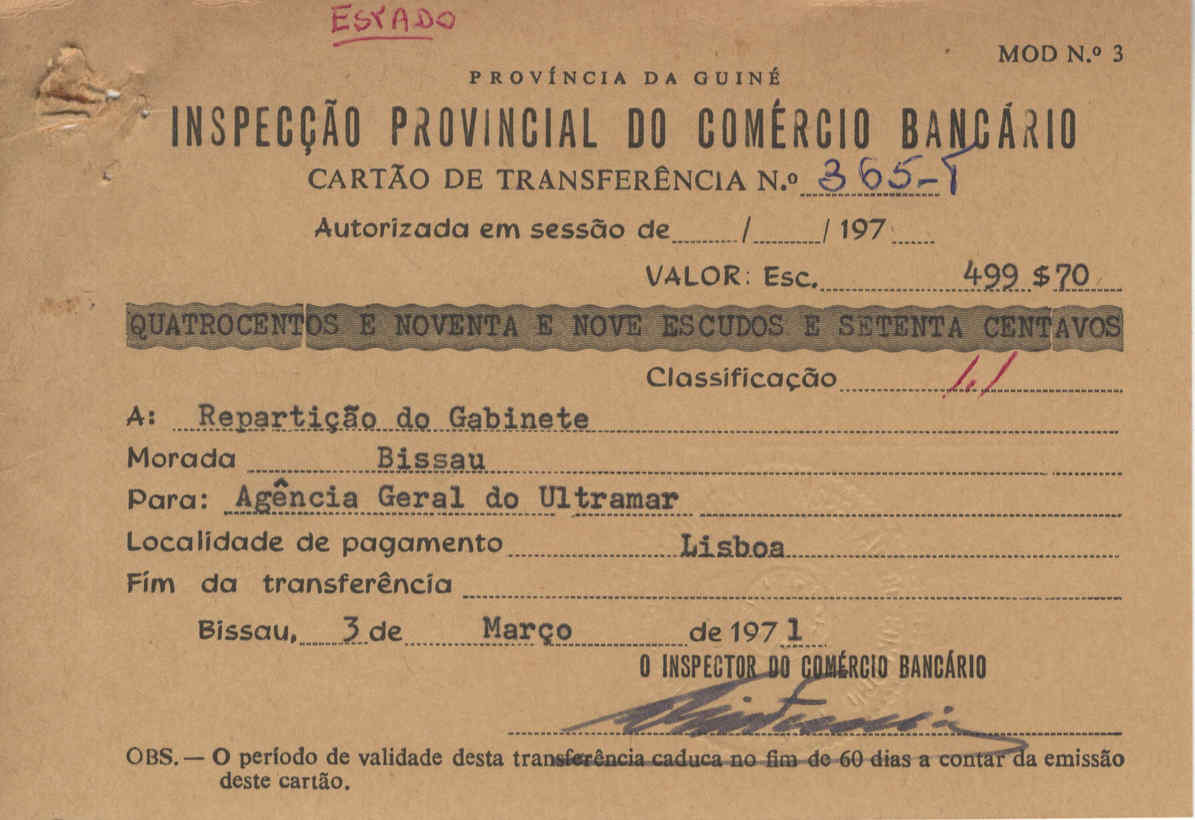 ESTADO
MOD N.º 3
PROVÍNCIA DA GUINÉ
INSPECÇÃO PROVINCIAL DO COMÉRCIO BANCÁRIO
CARTÃO DE TRANSFERÊNCIA N.º 365-T
Autorizada em sessão de / / 197
VALOR: Esc. 499 $ 70
QUATROCENTOS E NOVENTA E NOVE ESCUDOS E SETENTA CENTAVOS
Classificação 1.1
A: Repartição do Gabinete
Morada Bissau
Para: Agência Geral do Ultramar
Localidade de pagamento Lisboa
Fim da transferência
Bissau, 3 de Março de 1971
O INSPECTOR DO COMÉRCIO BANCÁRIO
OBS. — O período de validade desta transferência caduca no fim de 60 dias a contar da emissão
deste cartão.